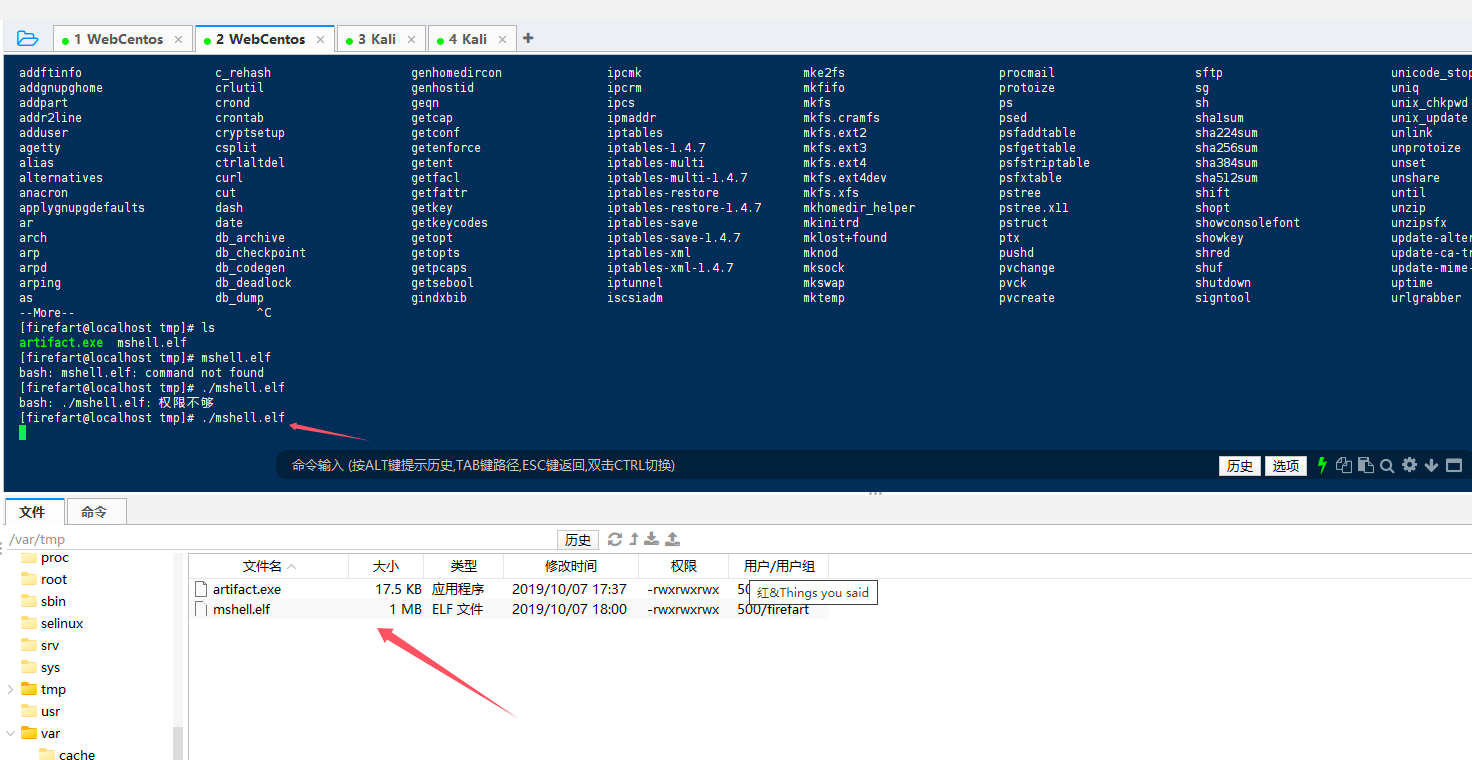 1 WebCentos × 2 WebCentos × 3 Kali × 4 Kali × +
addftinfo c_rehash genhomedircon ipcmk mke2fs procmail sftp unicode_stop
addgnupghome crlutil genhostid ipcrm mkfifo protoize sg uniq
addpart crond geqn ipcs mkfs ps sh unix_chkpwd
addr2line crontab getcap ipmaddr mkfs.cramfs psed sha1sum unix_update
adduser cryptsetup getconf iptables mkfs.ext2 psfaddtable sha224sum unlink
agetty csplit getenforce iptables-1.4.7 mkfs.ext3 psfgettable sha256sum unprotoize
alias ctrlaltdel getent iptables-multi mkfs.ext4 psfstriptable sha384sum unset
alternatives curl getfacl iptables-multi-1.4.7 mkfs.ext4dev psfxtable sha512sum unshare
anacron cut getfattr iptables-restore mkfs.xfs pstree shift until
applygnupgdefaults dash getkey iptables-restore-1.4.7 mkhomedir_helper pstree.x11 shopt unzip
ar date getkeycodes iptables-save mkinitrd pstruct showconsolefont unzipsfx
arch db_archive getopt iptables-save-1.4.7 mklost+found ptx showkey update-alter
arp db_checkpoint getopts iptables-xml mknod pushd shred update-ca-tr
arpd db_codegen getpcaps iptables-xml-1.4.7 mksock pvchange shuf update-mime-
arping db_deadlock getsebool iptunnel mkswap pvck shutdown uptime
as db_dump gindxbib iscsiadm mktemp pvcreate signtool urlgrabber
--More-- ^C
[firefart@localhost tmp]# ls
artifact.exe mshell.elf
[firefart@localhost tmp]# mshell.elf
bash: mshell.elf: command not found
[firefart@localhost tmp]# ./mshell.elf
bash: ./mshell.elf: 权限不够
[firefart@localhost tmp]# ./mshell.elf
命令输入 (按ALT键提示历史,TAB键路径,ESC键返回,双击CTRL切换) 历史 选项
文件 命令
/var/tmp 历史
文件名 大小 类型 修改时间 权限 用户/用户组
artifact.exe 17.5 KB 应用程序 2019/10/07 17:37 -rwxrwxrwx
红&Things you said
mshell.elf 1 MB ELF 文件 2019/10/07 18:00 -rwxrwxrwx 500/firefart
proc
root
sbin
selinux
srv
sys
tmp
usr
var
cache